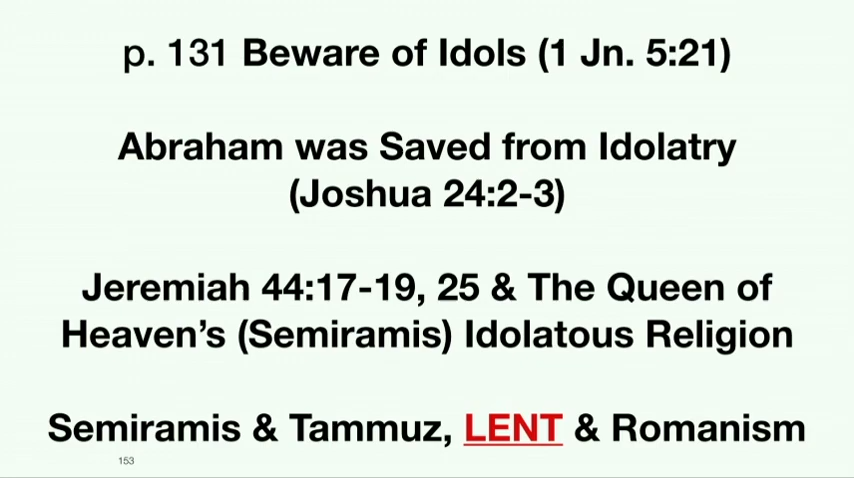 p. 131 Beware of Idols (1 Jn. 5:21)
Abraham was Saved from Idolatry
(Joshua 24:2-3)
Jeremiah 44:17-19, 25 & The Queen of
Heaven’s (Semiramis) Idolatous Religion
Semiramis & Tammuz, LENT & Romanism
153